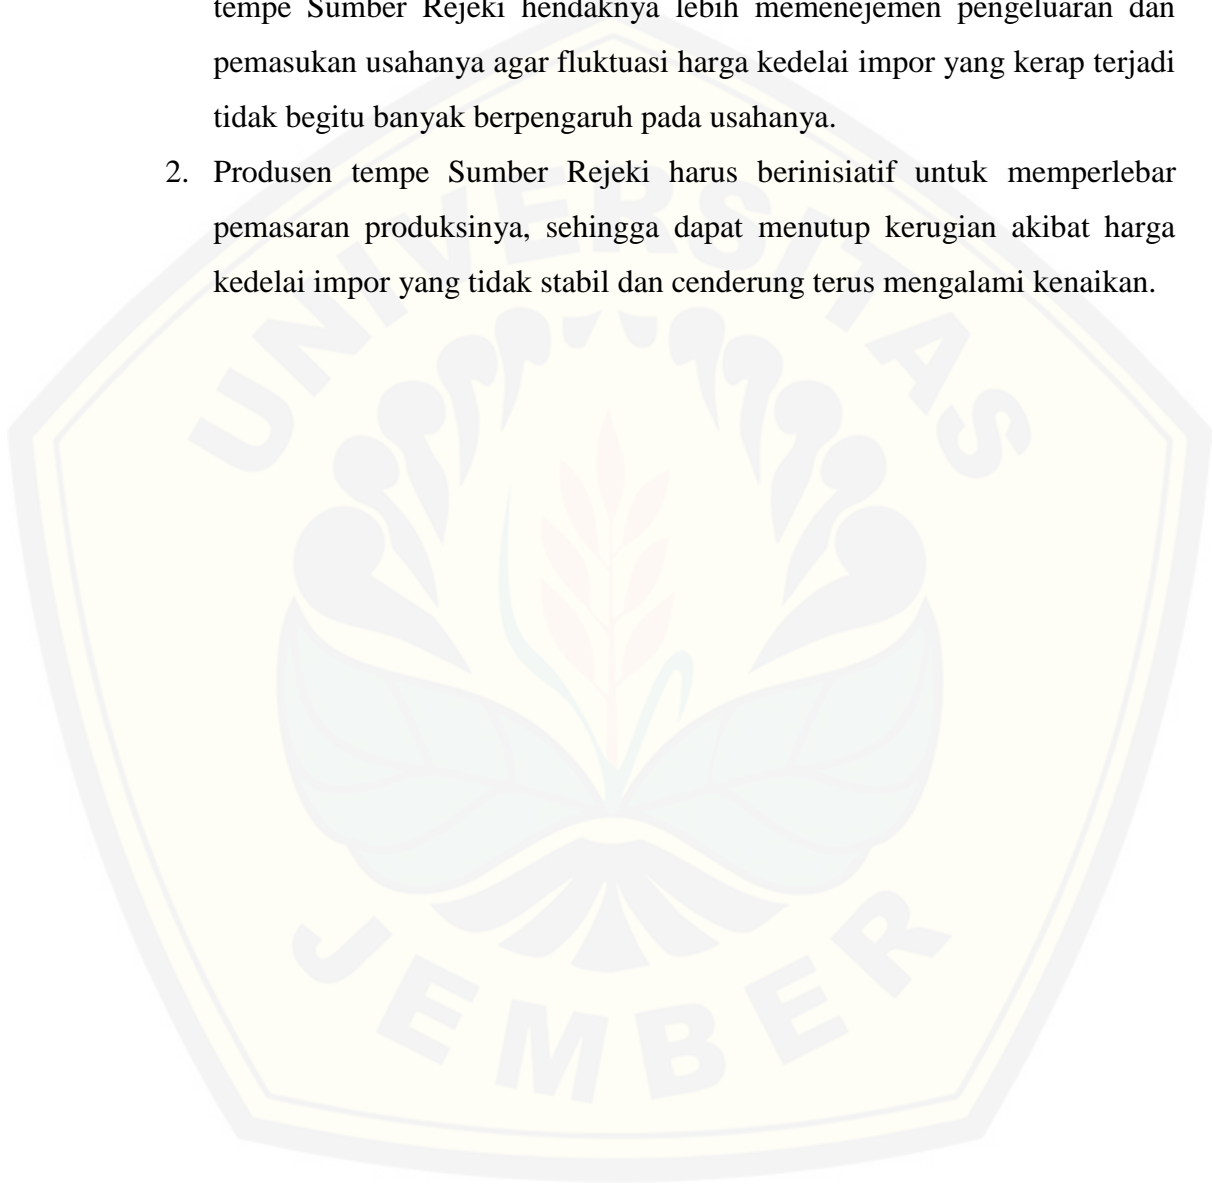 tempe Sumber Rejeki hendaknya lebih memenejemen pengeluaran dan
pemasukan usahanya agar fluktuasi harga kedelai impor yang kerap terjadi
tidak begitu banyak berpengaruh pada usahanya.
2. Produsen tempe Sumber Rejeki harus berinisiatif untuk memperlebar
pemasaran produksinya, sehingga dapat menutup kerugian akibat harga
kedelai impor yang tidak stabil dan cenderung terus mengalami kenaikan.
UNIVERSITAS
JEMBER